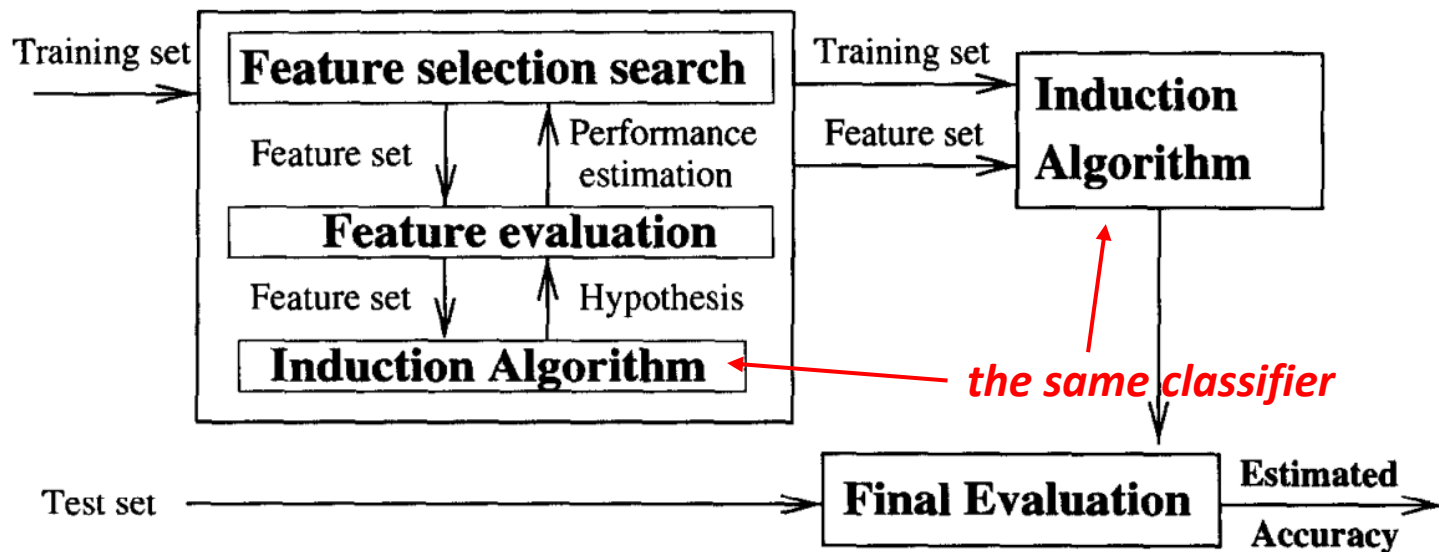 Training set
Feature selection search
Training set
Feature set
Induction
Algorithm
Feature set
Performance
estimation
Feature evaluation
Feature set
Hypothesis
Induction Algorithm
the same classifier
Test set
Final Evaluation
Estimated
Accuracy